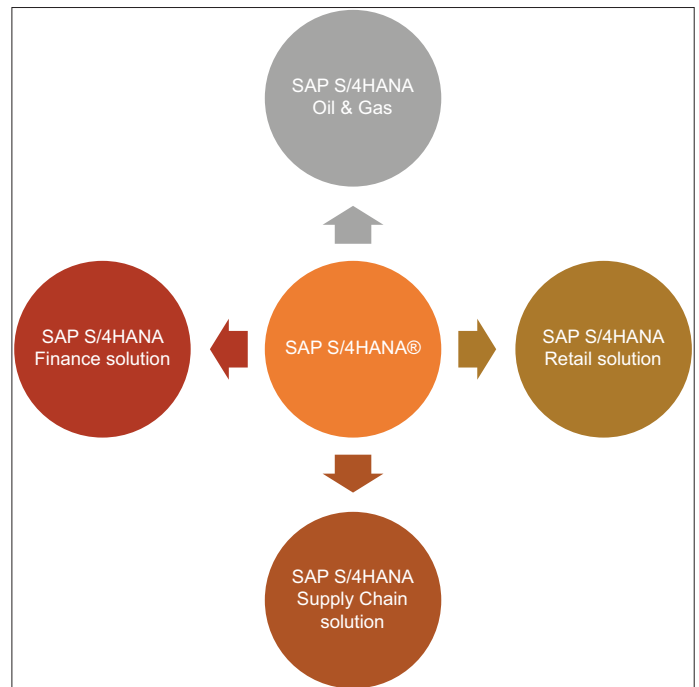 SAP S/4HANA
Oil & Gas
SAP S/4HANA
Finance solution
SAP S/4HANA®
SAP S/4HANA
Retail solution
SAP S/4HANA
Supply Chain
solution